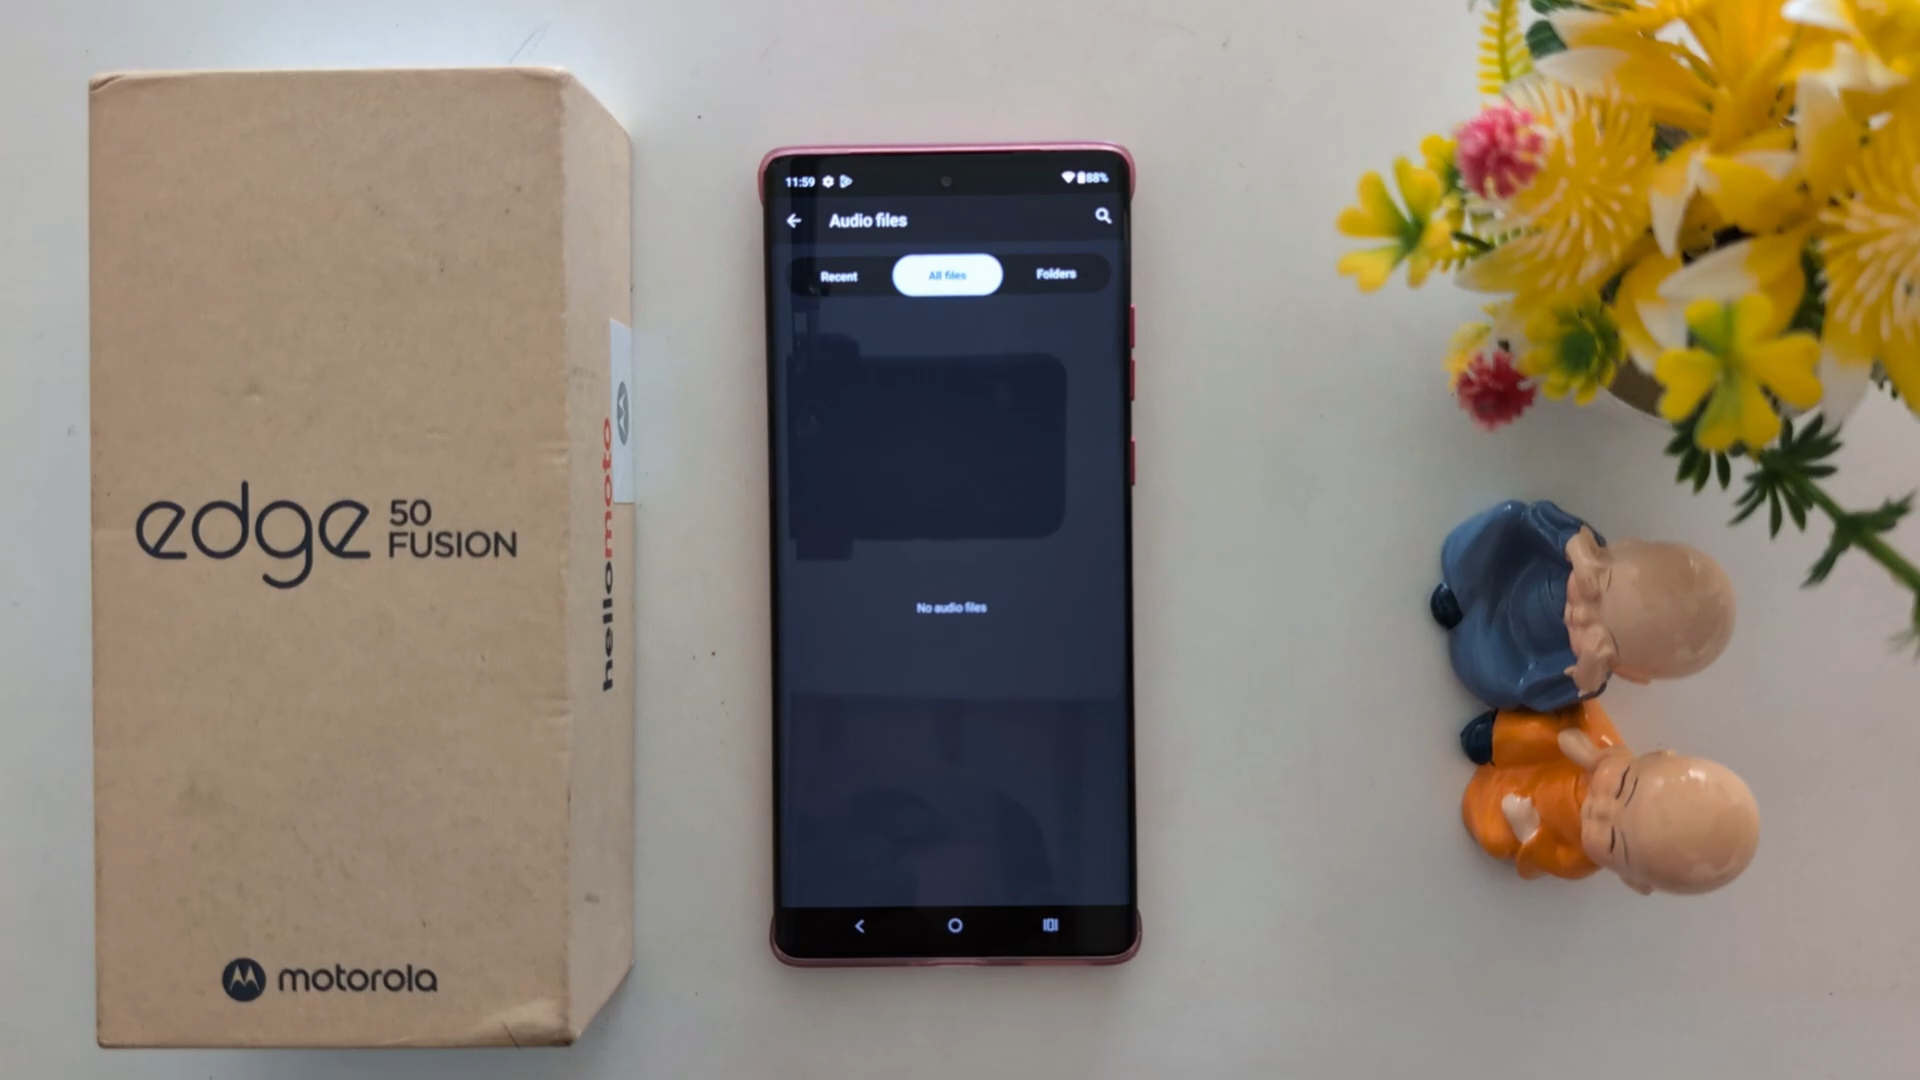 edge 50 FUSION
motorola
hellomoto
11:59 88%
Audio files
Recent All files Folders
No audio files